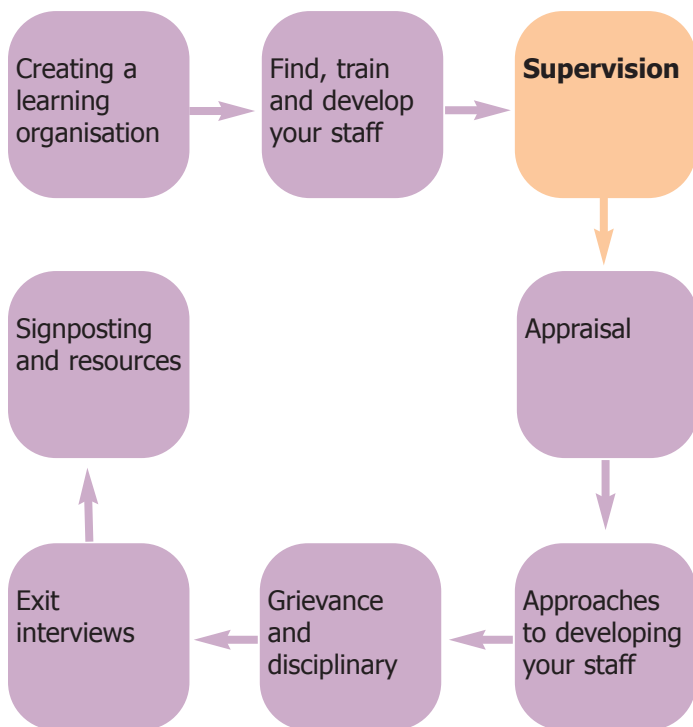 Creating a
learning
organisation
Find, train
and develop
your staff
Supervision
Appraisal
Approaches
to developing
your staff
Grievance
and
disciplinary
Exit
interviews
Signposting
and resources